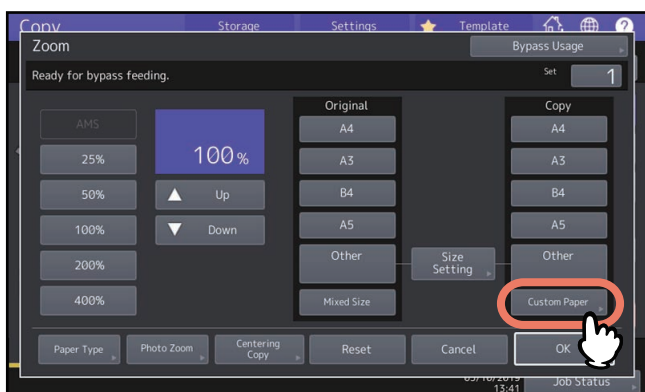 Copy
Storage
Settings
Template
Zoom
Bypass Usage
Ready for bypass feeding.
Set
1
Original
Copy
AMS
100%
A4
A4
25%
A3
A3
50%
Up
B4
B4
100%
Down
A5
A5
200%
Other
Size
Setting
Other
400%
Mixed Size
Custom Paper
Paper Type
Photo Zoom
Centering
Copy
Reset
Cancel
OK
13:41
Job Status